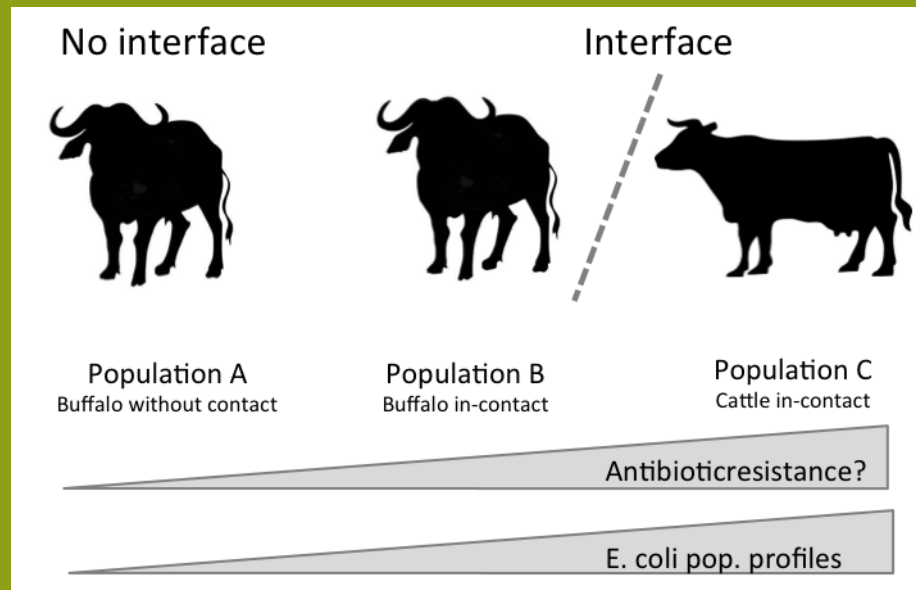 No interface
Interface
Population A
Buffalo without contact
Population B
Buffalo in-contact
Population C
Cattle in-contact
Antibioticresistance?
E. coli pop. profiles